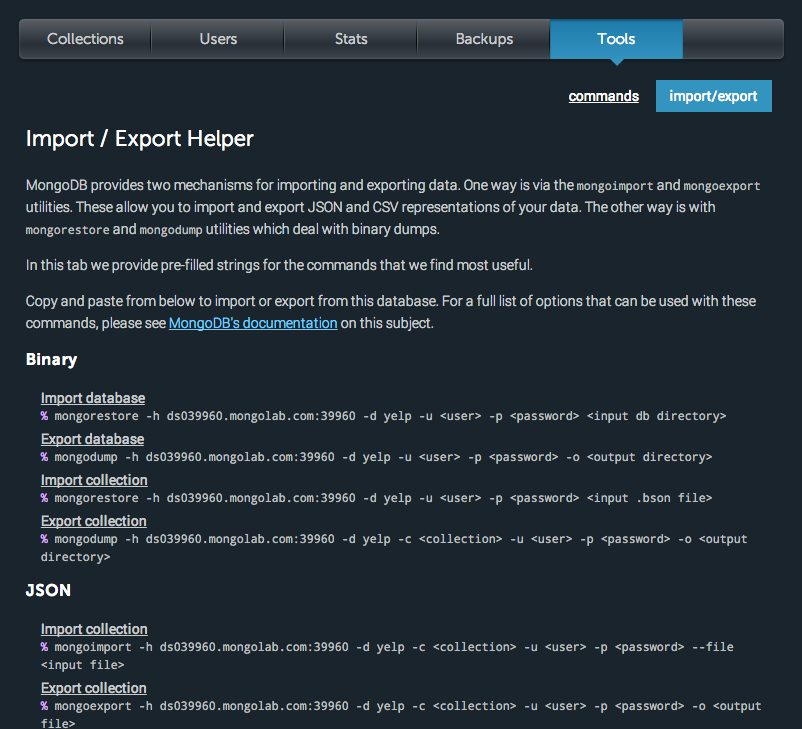 Collections Users Stats Backups Tools
commands import/export
Import / Export Helper
MongoDB provides two mechanisms for importing and exporting data. One way is via the mongoimport and mongoexport
utilities. These allow you to import and export JSON and CSV representations of your data. The other way is with
mongorestore and mongodump utilities which deal with binary dumps.
In this tab we provide pre-filled strings for the commands that we find most useful.
Copy and paste from below to import or export from this database. For a full list of options that can be used with these
commands, please see MongoDB's documentation on this subject.
Binary
Import database
% mongorestore -h ds039960.mongolab.com:39960 -d yelp -u <user> -p <password> <input db directory>
Export database
% mongodump -h ds039960.mongolab.com:39960 -d yelp -u <user> -p <password> -o <output directory>
Import collection
% mongorestore -h ds039960.mongolab.com:39960 -d yelp -u <user> -p <password> <input .bson file>
Export collection
% mongodump -h ds039960.mongolab.com:39960 -d yelp -c <collection> -u <user> -p <password> -o <output
directory>
JSON
Import collection
% mongoimport -h ds039960.mongolab.com:39960 -d yelp -c <collection> -u <user> -p <password> --file
<input file>
Export collection
% mongoexport -h ds039960.mongolab.com:39960 -d yelp -c <collection> -u <user> -p <password> -o <output
file>